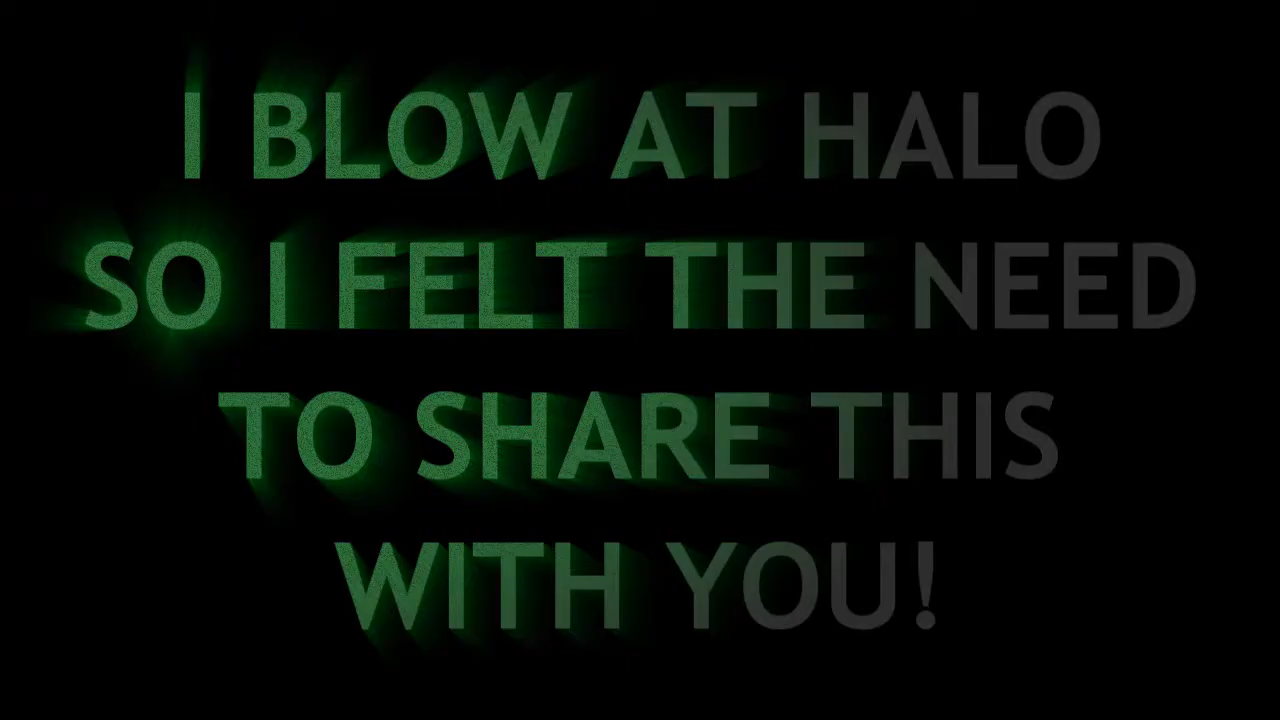 I BLOW AT HALO
SO I FELT THE NEED
TO SHARE THIS
WITH YOU!